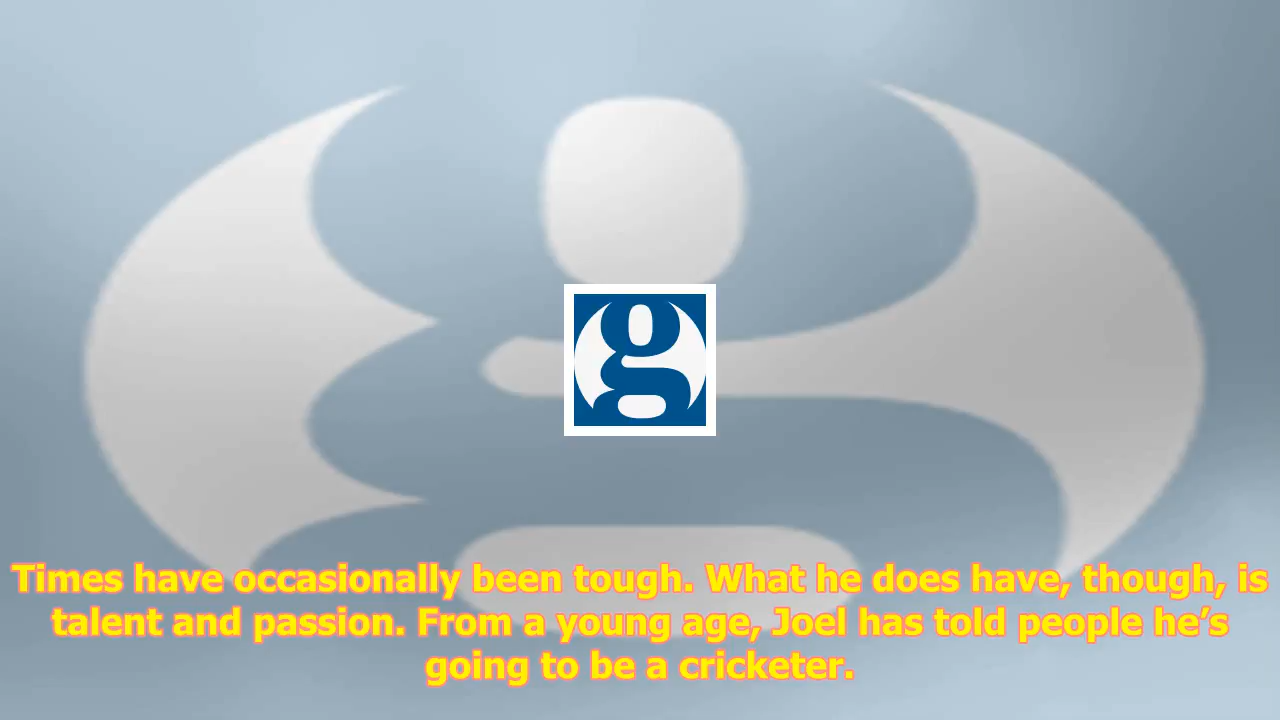 g
Times have occasionally been tough. What he does have, though, is
talent and passion. From a young age, Joel has told people he’s
going to be a cricketer.